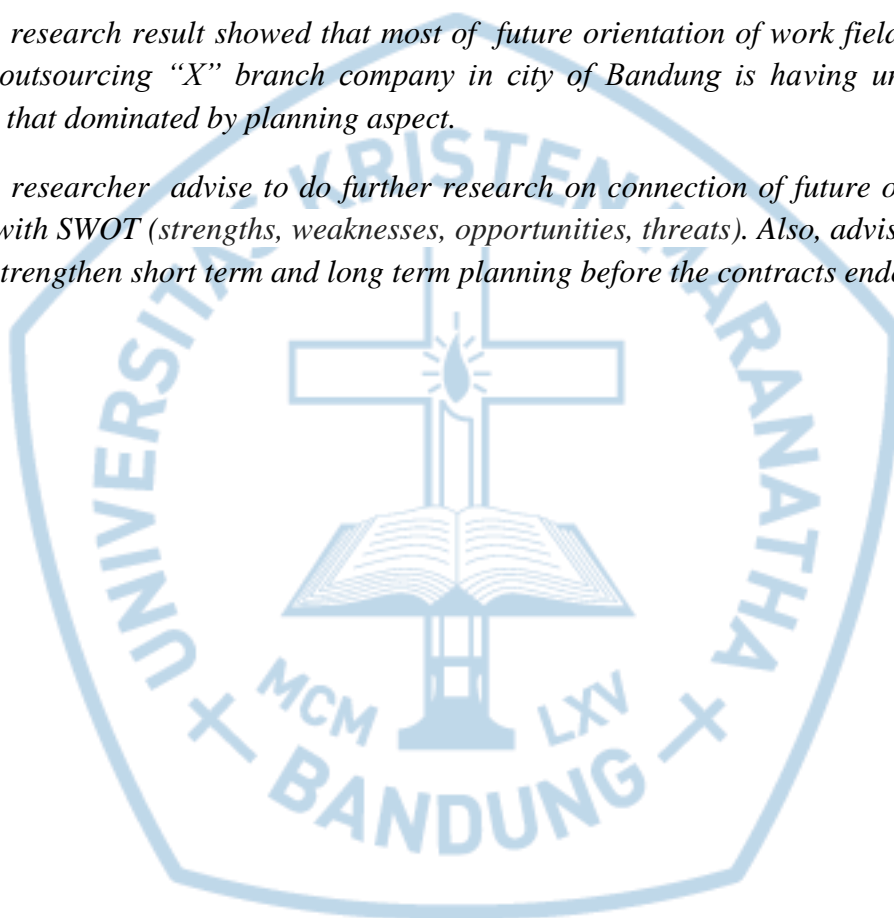 research result showed that most of future orientation of work field
outsourcing “X” branch company in city of Bandung is having un
that dominated by planning aspect.
researcher advise to do further research on connection of future o
with SWOT (strengths, weaknesses, opportunities, threats). Also, advis
strengthen short term and long term planning before the contracts ende
UNIVERSITAS KRISTEN MARANATHA
MCM LXV
BANDUNG